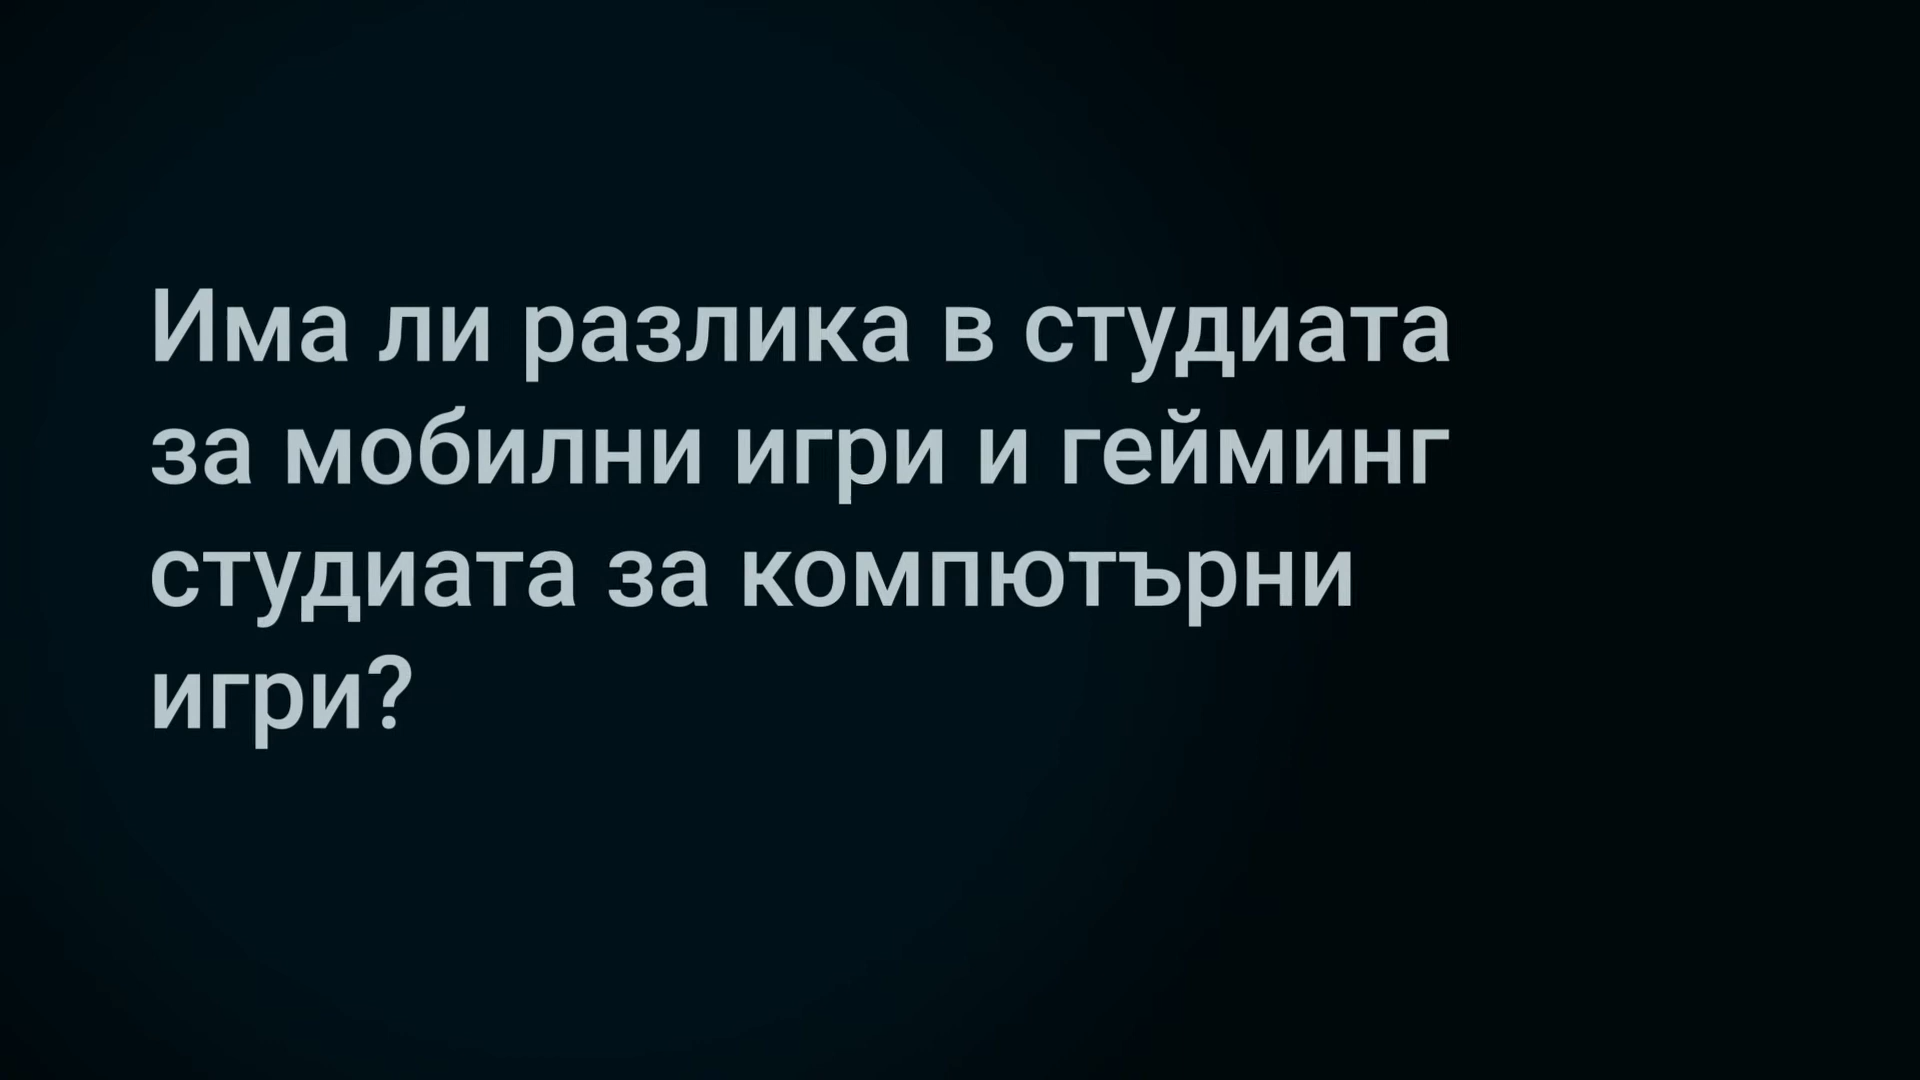 Има ли разлика в студиата
за мобилни игри и гейминг
студиата за компютърни
игри?